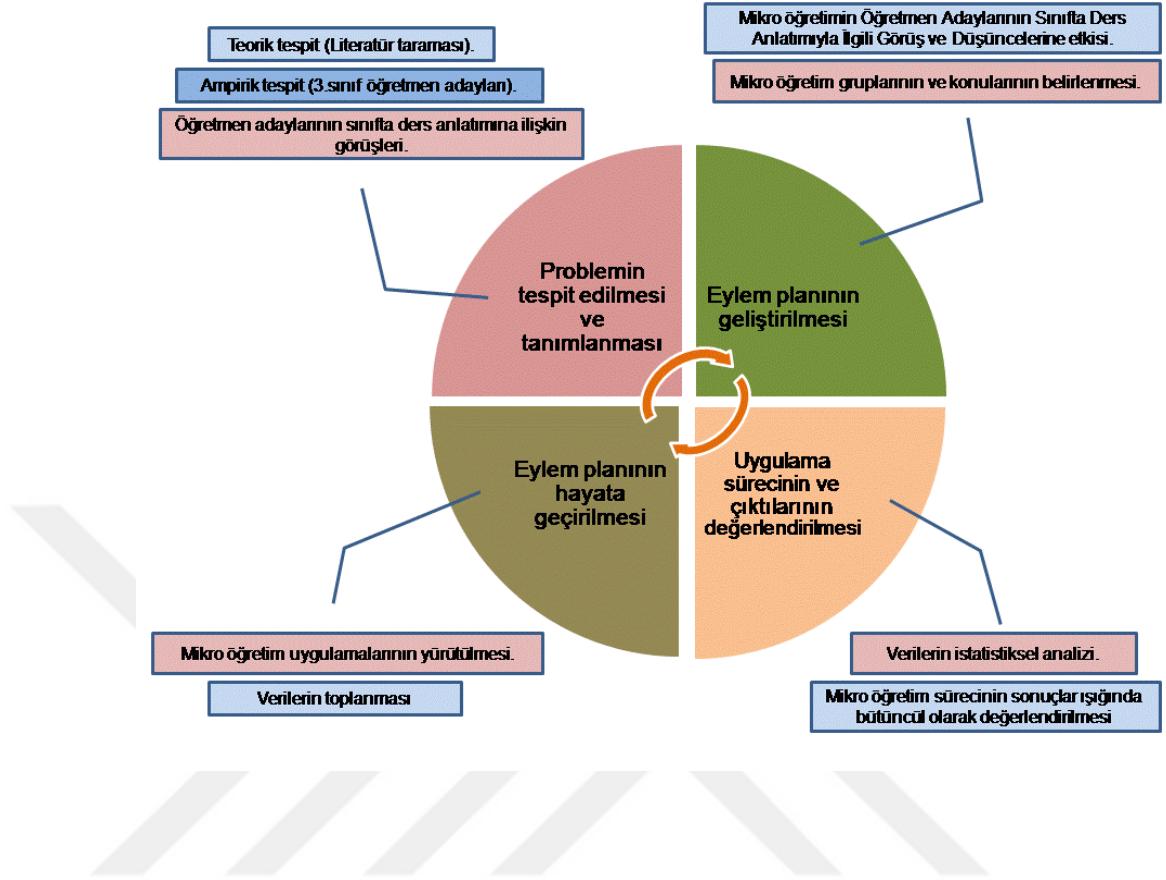 Teorik tespit (Literatür taraması).
Ampirik tespit (3.sınıf öğretmen adayları).
Öğretmen adaylarının sınıfta ders anlatımına ilişkin
görüşleri.
Mikro öğretimin Öğretmen Adaylarının Sınıfta Ders
Anlatımıyla İlgili Görüş ve Düşüncelerine etkisi.
Mikro öğretim gruplarının ve konularının belirlenmesi.
Problemin
tespit edilmesi
ve
tanımlanması
Eylem planının
geliştirilmesi
Eylem planının
hayata
geçirilmesi
Uygulama
sürecinin ve
çıktılarının
değerlendirilmesi
Mikro öğretim uygulamalarının yürütülmesi.
Verilerin toplanması
Verilerin istatistiksel analizi.
Mikro öğretim sürecinin sonuçlar ışığında
bütüncül olarak değerlendirilmesi